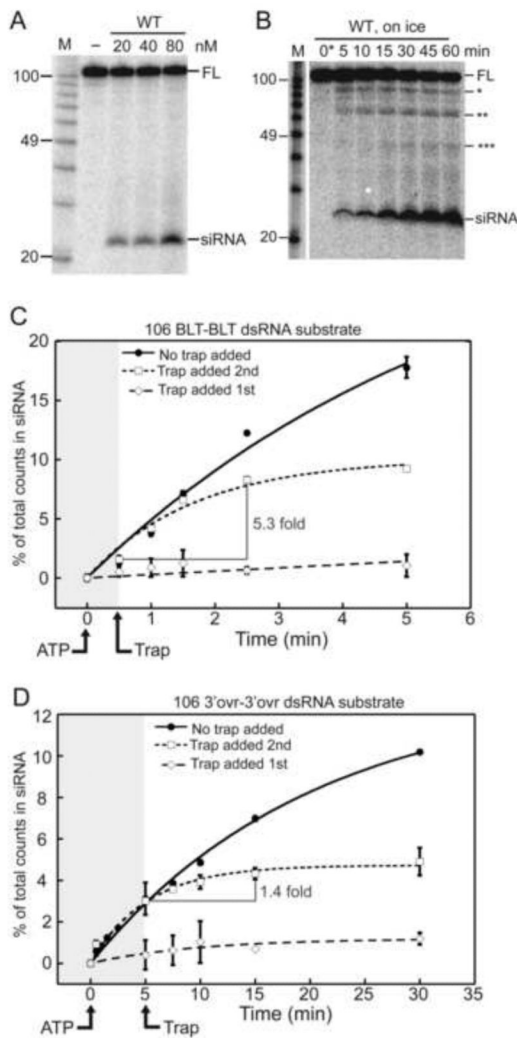 A
WT
M – 20 40 80 nM
100
FL
49
20
siRNA
B
WT, on ice
M 0* 5 10 15 30 45 60 min
100
FL
*
**
49
***
20
siRNA
C
106 BLT-BLT dsRNA substrate
No trap added
Trap added 2nd
Trap added 1st
% of total counts in siRNA
20
15
10
5
0
5.3 fold
0 1 2 3 4 5 6
Time (min)
ATP Trap
D
106 3'ovr-3'ovr dsRNA substrate
No trap added
Trap added 2nd
Trap added 1st
% of total counts in siRNA
12
10
8
6
4
2
0
1.4 fold
0 5 10 15 20 25 30 35
Time (min)
ATP Trap